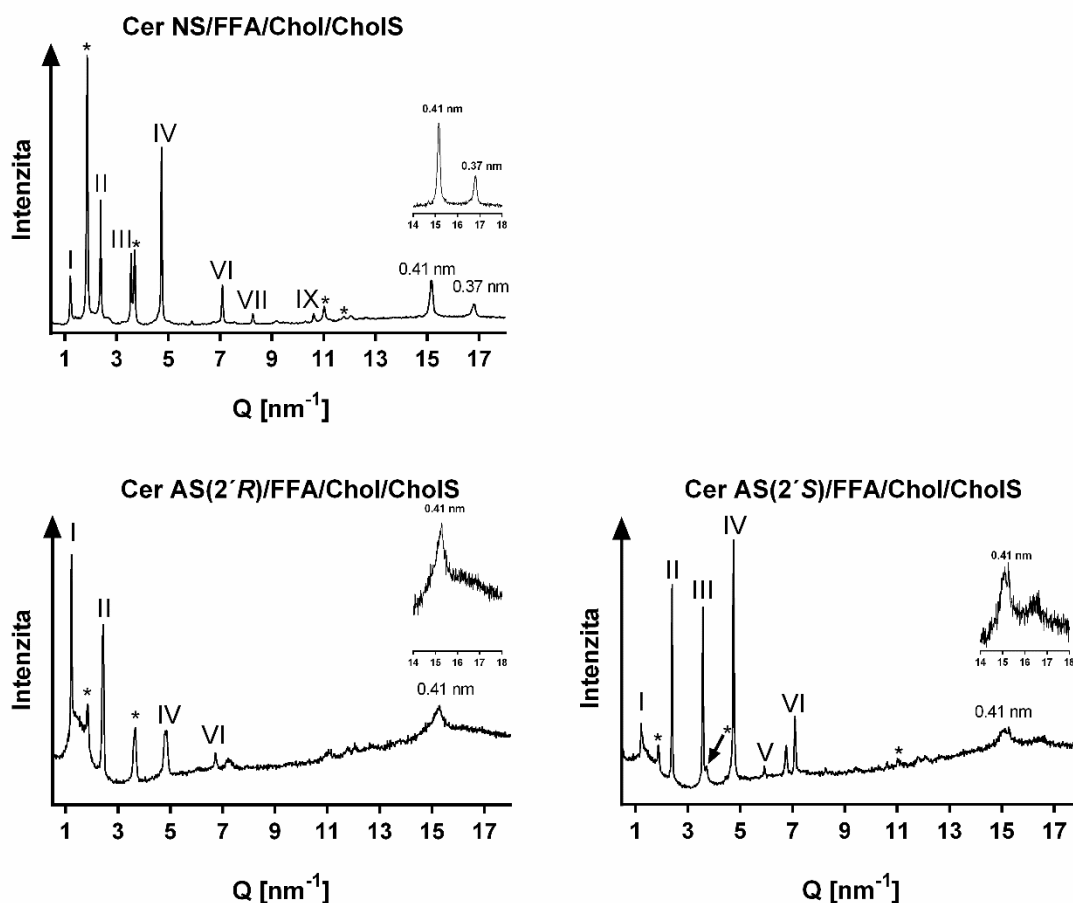 Cer NS/FFA/Chol/CholS
Intenzita
*
I
II
III
*
IV
VI
VII
IX
*
*
0.41 nm
0.37 nm
0.41 nm
0.37 nm
14 15 16 17 18
1 3 5 7 9 11 13 15 17
Q [nm⁻¹]
Cer AS(2´R)/FFA/Chol/CholS
Intenzita
I
*
II
*
IV
VI
0.41 nm
0.41 nm
14 15 16 17 18
1 3 5 7 9 11 13 15 17
Q [nm⁻¹]
Cer AS(2´S)/FFA/Chol/CholS
Intenzita
I
*
II
III
*
IV
V
VI
*
0.41 nm
0.41 nm
14 15 16 17 18
1 3 5 7 9 11 13 15 17
Q [nm⁻¹]